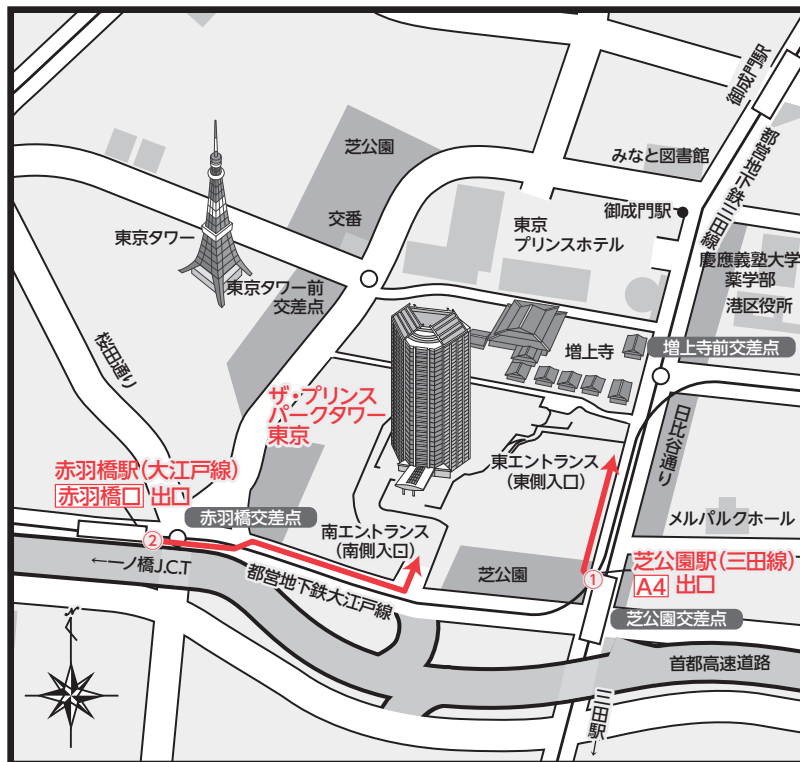 御成門駅
都営地下鉄三田線
芝公園
みなと図書館
交番
御成門駅
東京
プリンスホテル
東京タワー
慶應義塾大学
薬学部
港区役所
東京タワー前
交差点
桜田通り
増上寺
増上寺前交差点
ザ・プリンス
パークタワー
東京
日比谷通り
東エントランス
(東側入口)
赤羽橋駅(大江戸線)
赤羽橋口 出口
赤羽橋交差点
メルパルクホール
南エントランス
(南側入口)
②
←一ノ橋J.C.T
都営地下鉄大江戸線
芝公園
①
芝公園駅(三田線)
A4 出口
芝公園交差点
N
首都高速道路
三田駅→